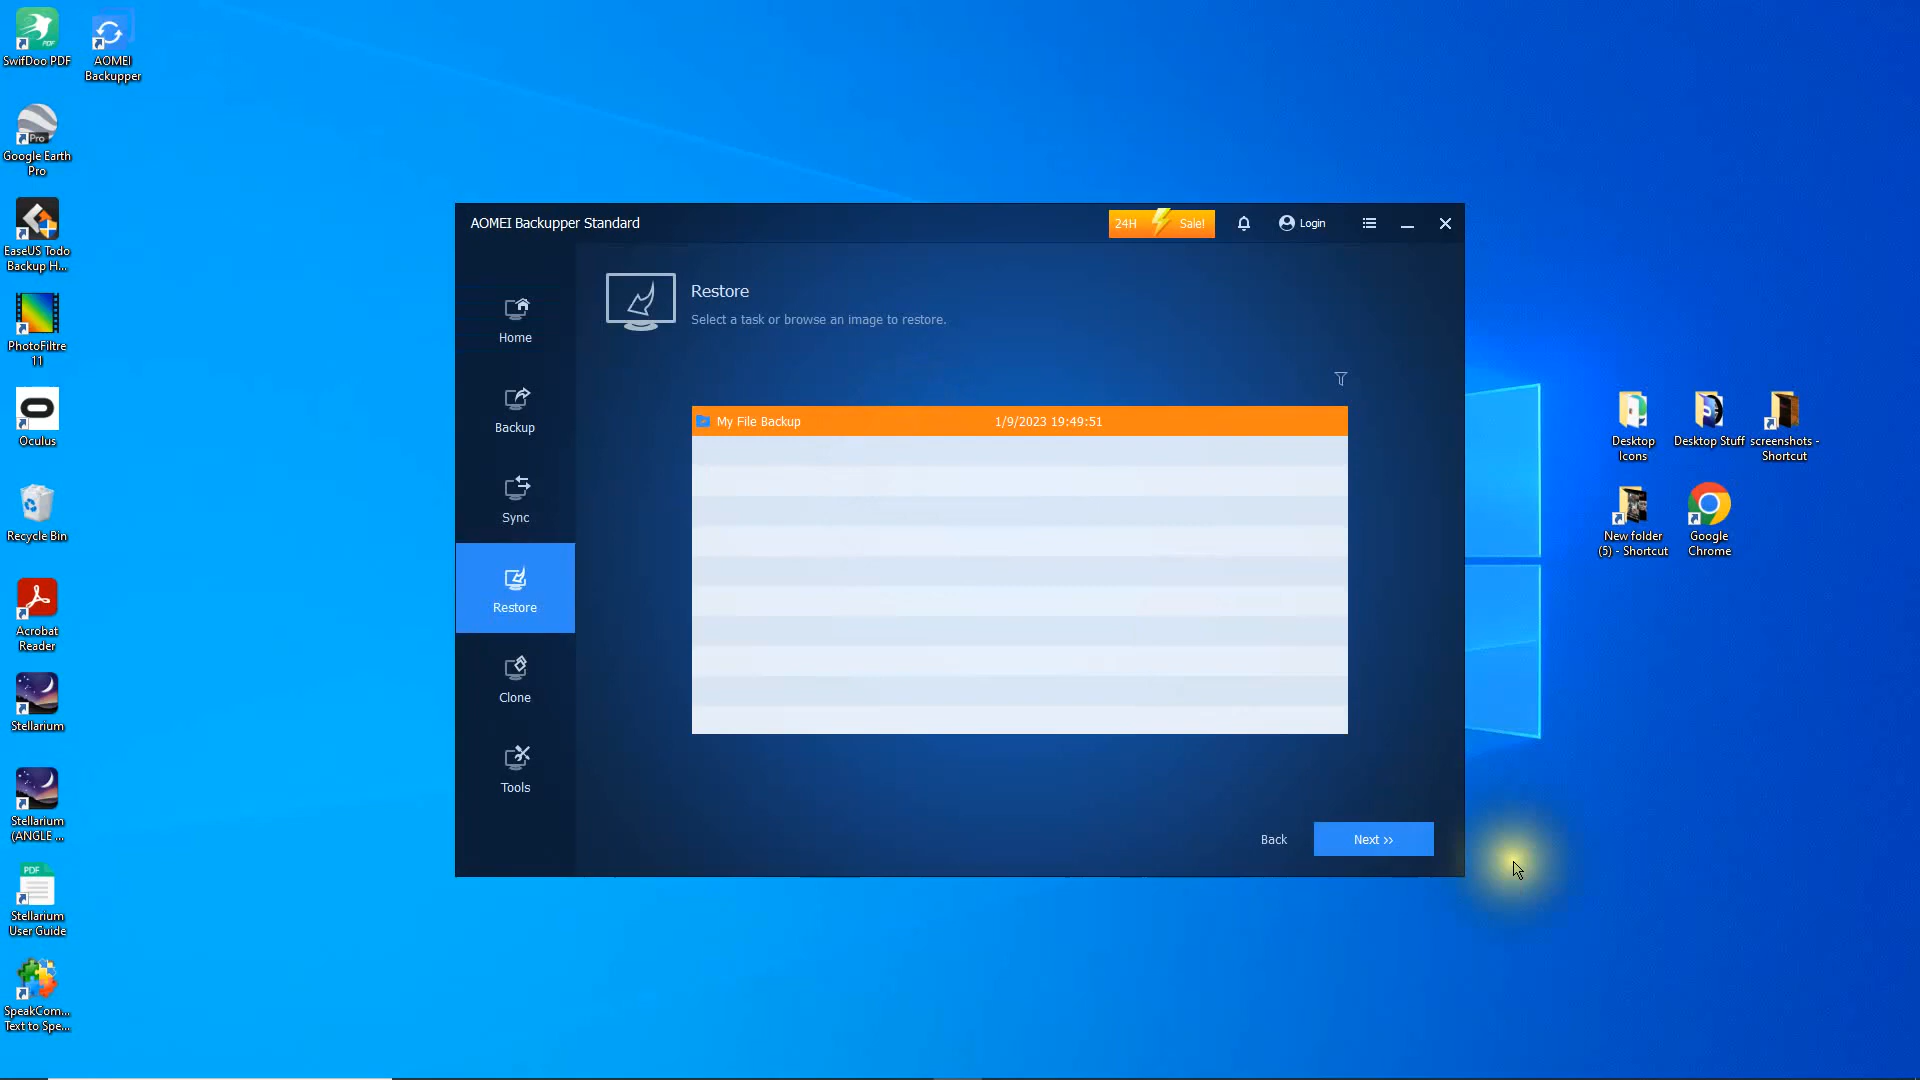 SwifDoo PDF
AOMEI
Backupper
Google Earth
Pro
EaseUS Todo
Backup H...
PhotoFiltre
11
Oculus
Recycle Bin
Acrobat
Reader
Stellarium
Stellarium
(ANGLE ...
PDF
Stellarium
User Guide
SpeakCom...
Text to Spe...
AOMEI Backupper Standard
24H
Sale!
Login
Home
Backup
Sync
Restore
Clone
Tools
Restore
Select a task or browse an image to restore.
My File Backup
1/9/2023 19:49:51
Back
Next >>
Desktop
Icons
Desktop Stuff
screenshots -
Shortcut
New folder
(5) - Shortcut
Google
Chrome